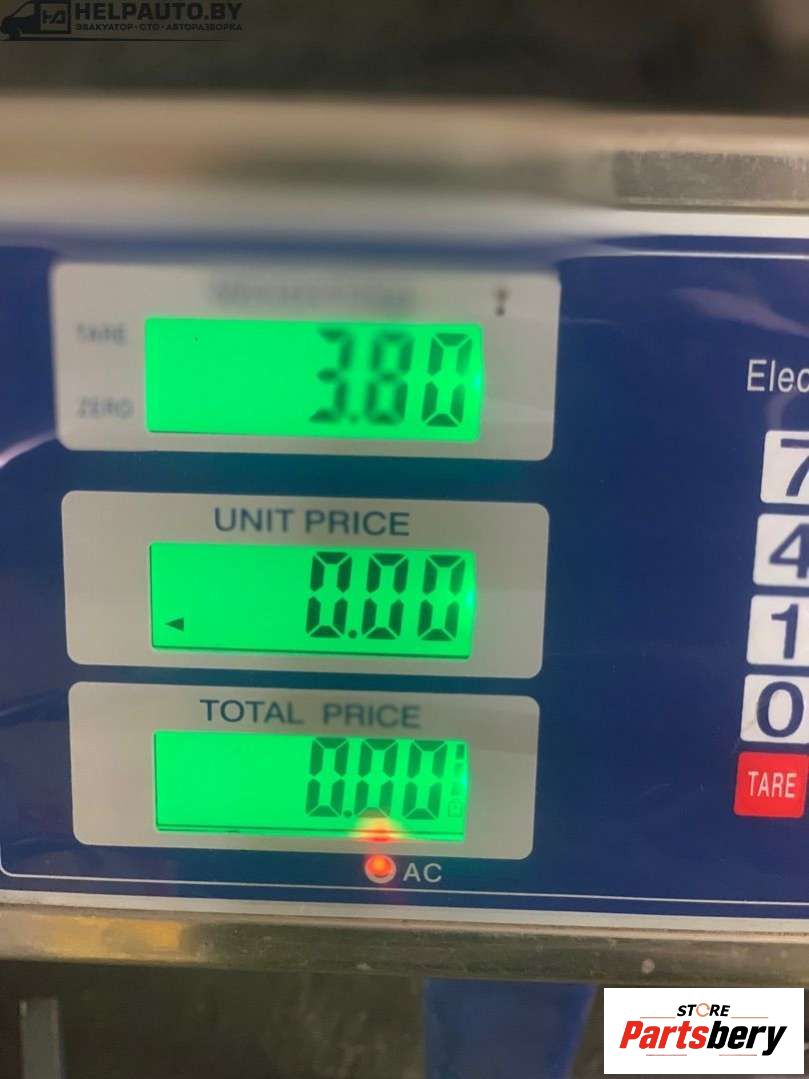 HELPAUTO.BY
ЭВАКУАТОР·СТО·АВТОРАЗБОРКА
TARE
ZERO
3.80
UNIT PRICE
0.00
TOTAL PRICE
0.00
AC
Elec
7
4
1
0
TARE
STORE
Partsbery